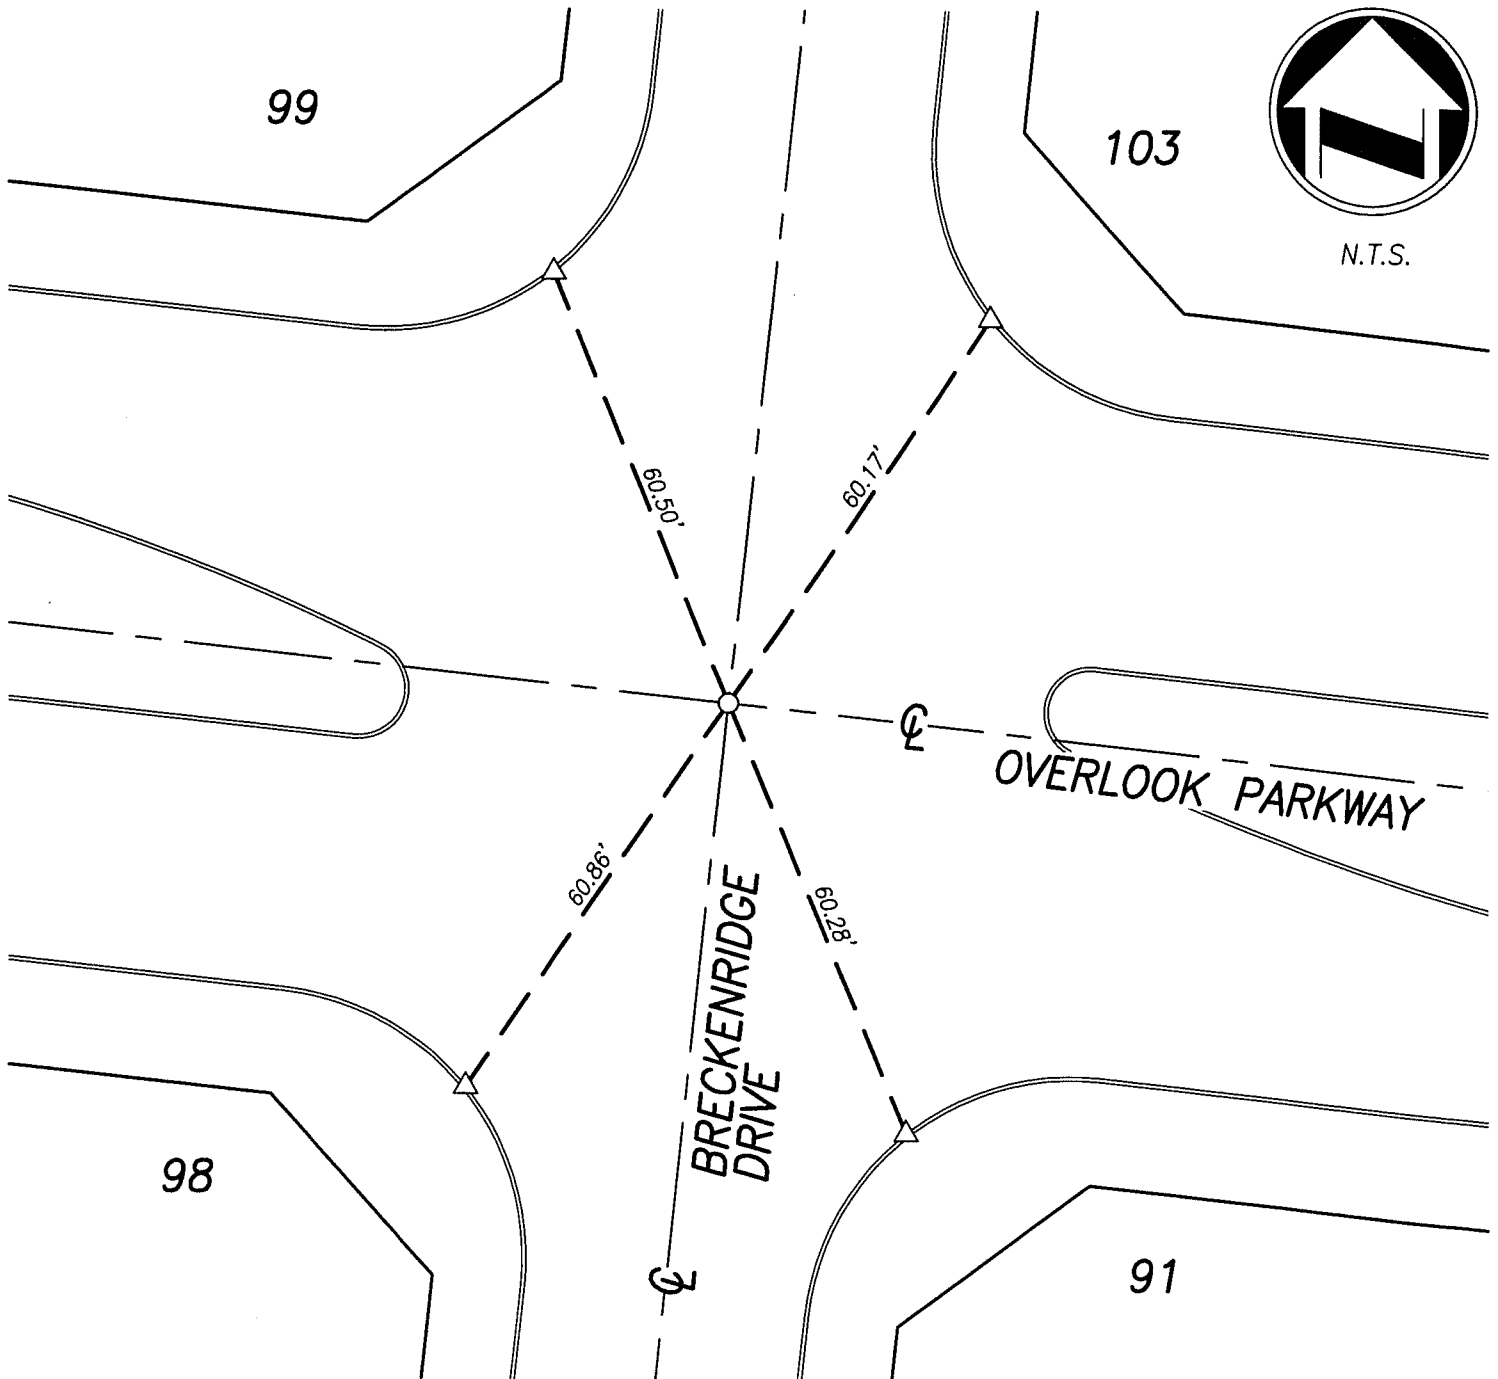 99
103
N.T.S.
60.50'
60.17'
℄
OVERLOOK PARKWAY
60.86'
60.28'
BRECKENRIDGE
DRIVE
98
91
℄